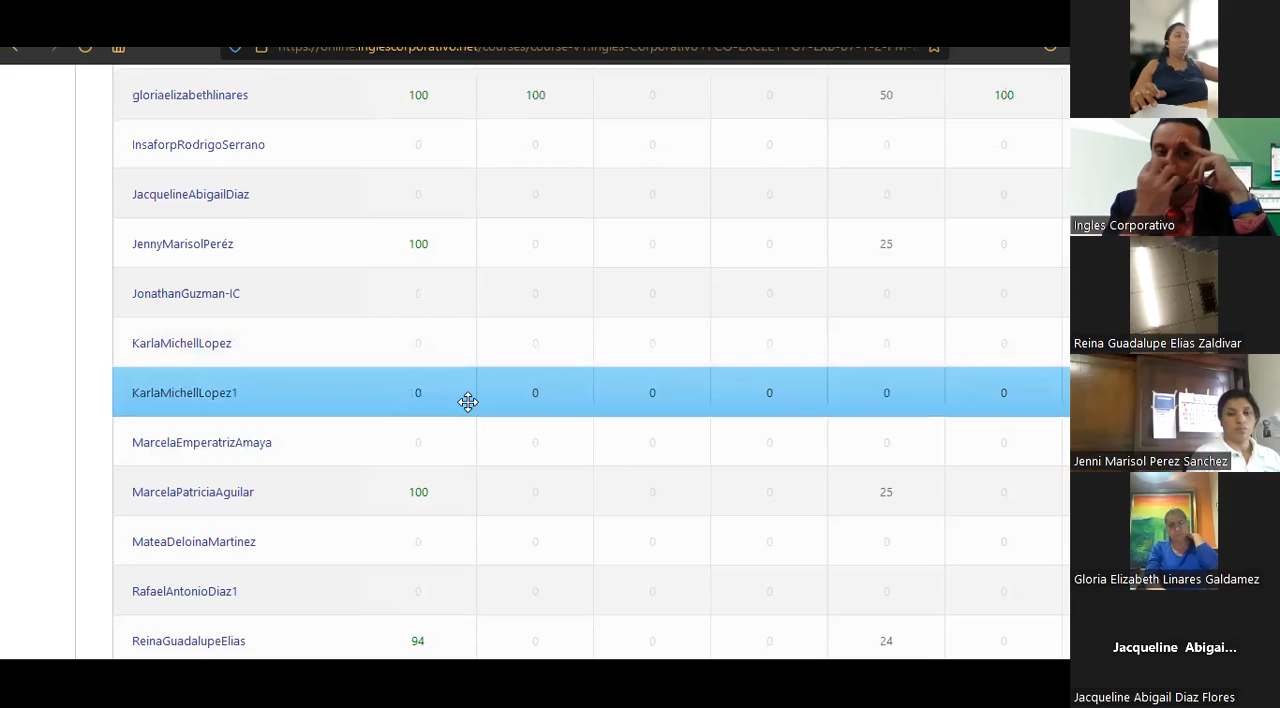 gloriaelizabethlinares 100 100 0 0 50 100
InsaforpRodrigoSerrano 0 0 0 0 0 0
JacquelineAbigailDiaz 0 0 0 0 0 0
JennyMarisolPeréz 100 0 0 0 25 0
JonathanGuzman-IC 0 0 0 0 0 0
KarlaMichellLopez 0 0 0 0 0 0
KarlaMichellLopez1 0 0 0 0 0 0
MarcelaEmperatrizAmaya 0 0 0 0 0 0
MarcelaPatriciaAguilar 100 0 0 0 25 0
MateaDeloinaMartinez 0 0 0 0 0 0
RafaelAntonioDiaz1 0 0 0 0 0 0
ReinaGuadalupeElias 94 0 0 0 24 0
Ingles Corporativo
Reina Guadalupe Elias Zaldivar
Jenni Marisol Perez Sanchez
Gloria Elizabeth Linares Galdamez
Jacqueline Abigai...
Jacqueline Abigail Diaz Flores